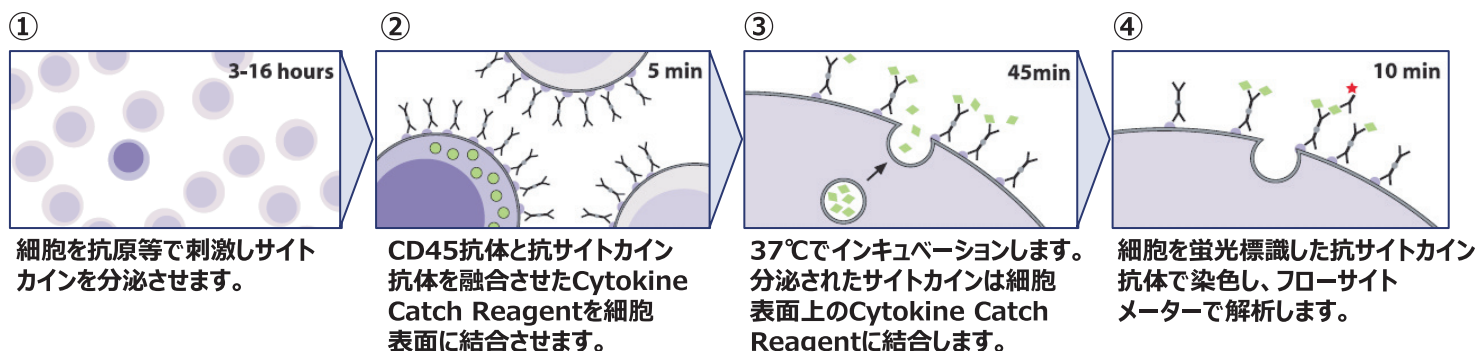 ①
3-16 hours
細胞を抗原等で刺激しサイト
カインを分泌させます。
②
5 min
CD45抗体と抗サイトカイン
抗体を融合させたCytokine
Catch Reagentを細胞
表面に結合させます。
③
45min
37℃でインキュベーションします。
分泌されたサイトカインは細胞
表面上のCytokine Catch
Reagentに結合します。
④
10 min
細胞を蛍光標識した抗サイトカイン
抗体で染色し、フローサイト
メーターで解析します。